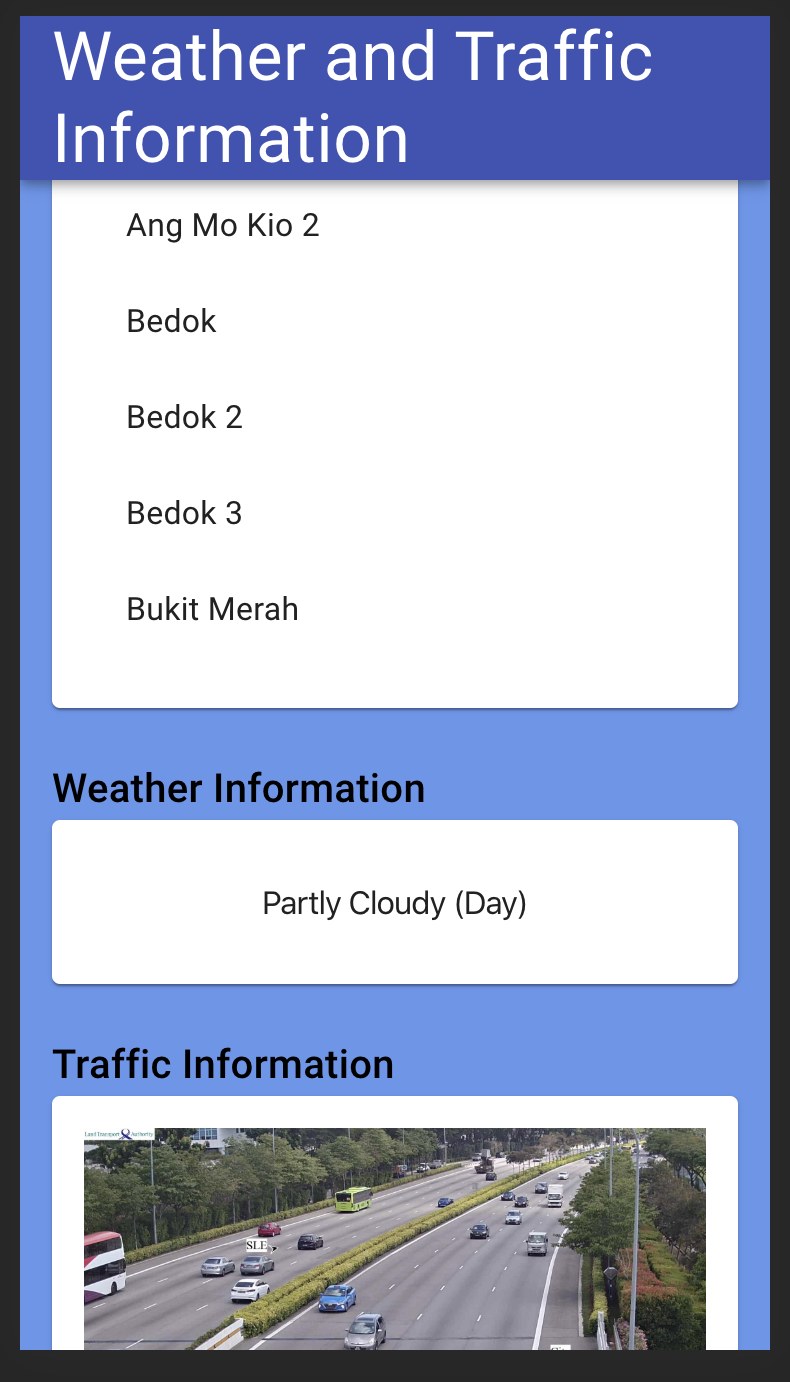 Weather and Traffic
Information
Ang Mo Kio 2
Bedok
Bedok 2
Bedok 3
Bukit Merah
Weather Information
Partly Cloudy (Day)
Traffic Information
Land Transport Authority
SLE